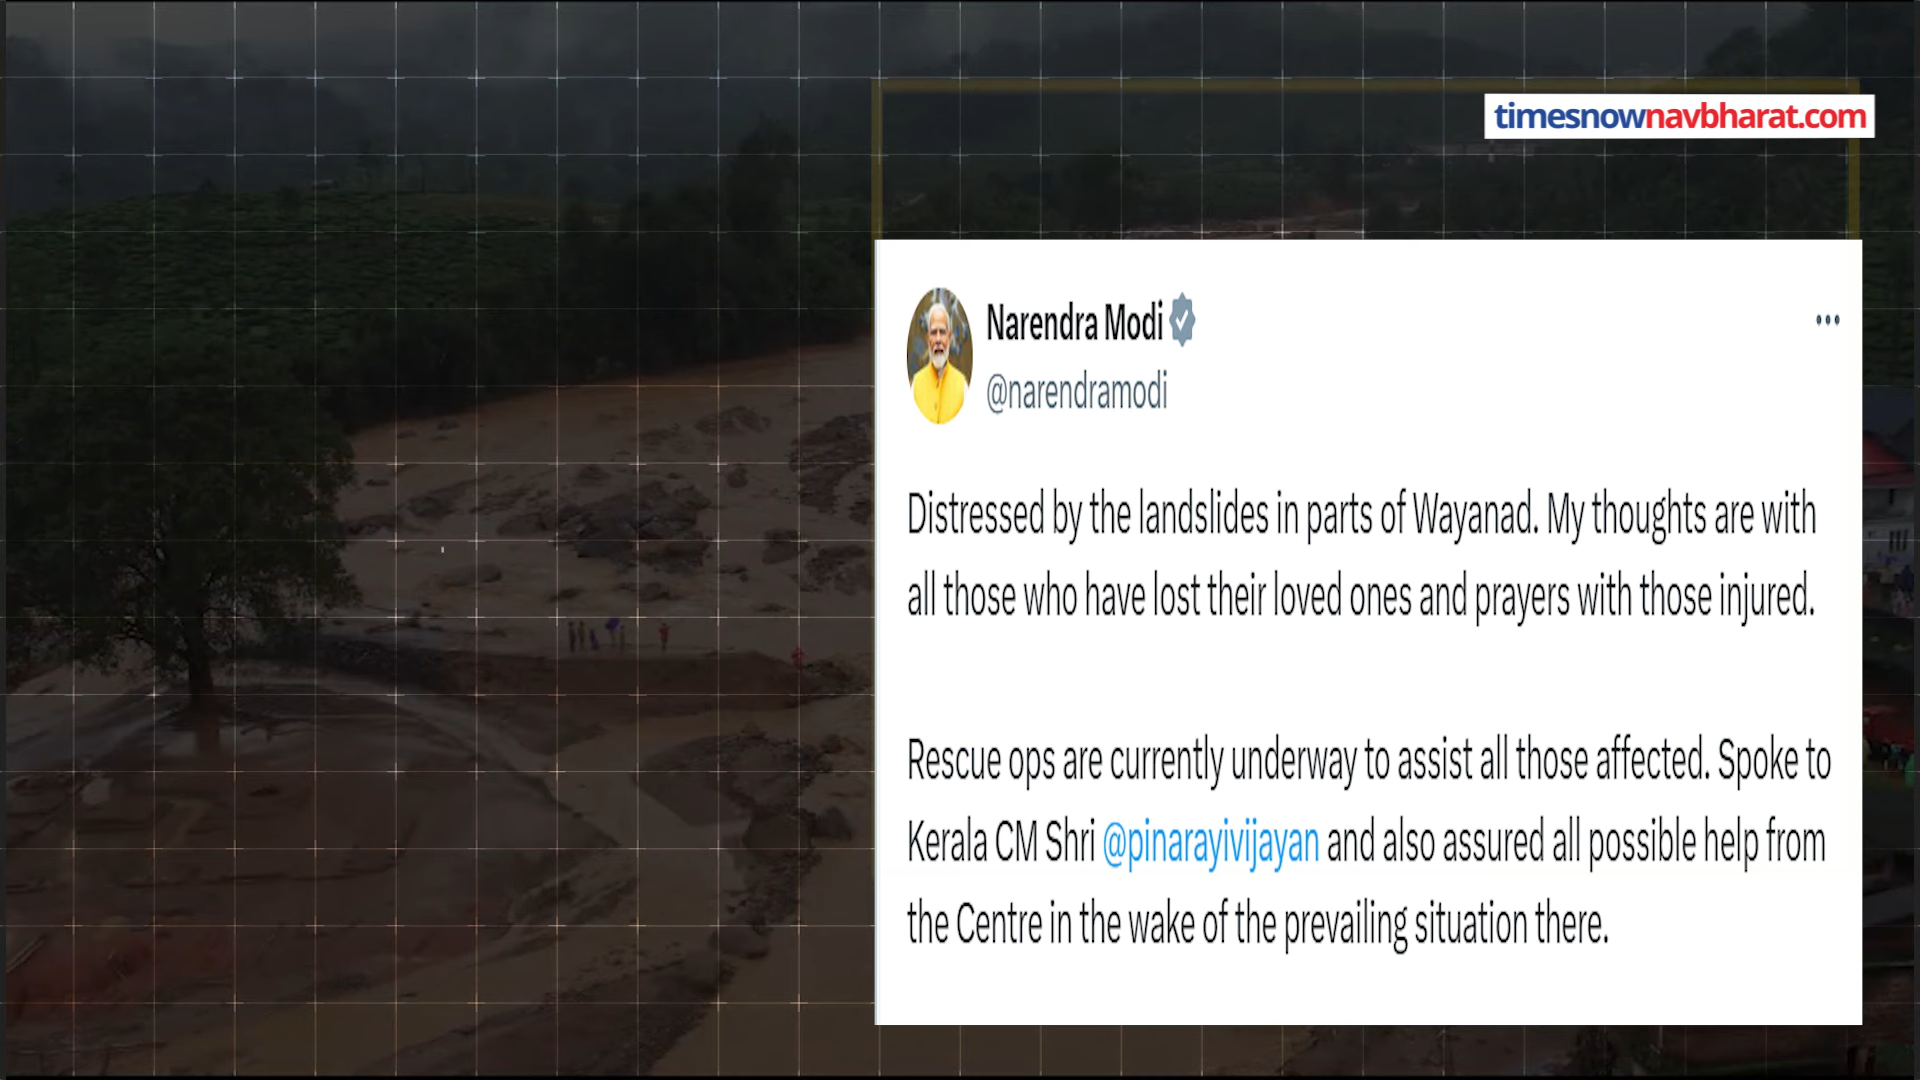 timesnownavbharat.com
Narendra Modi
@narendramodi
Distressed by the landslides in parts of Wayanad. My thoughts are with
all those who have lost their loved ones and prayers with those injured.
Rescue ops are currently underway to assist all those affected. Spoke to
Kerala CM Shri @pinarayivijayan and also assured all possible help from
the Centre in the wake of the prevailing situation there.